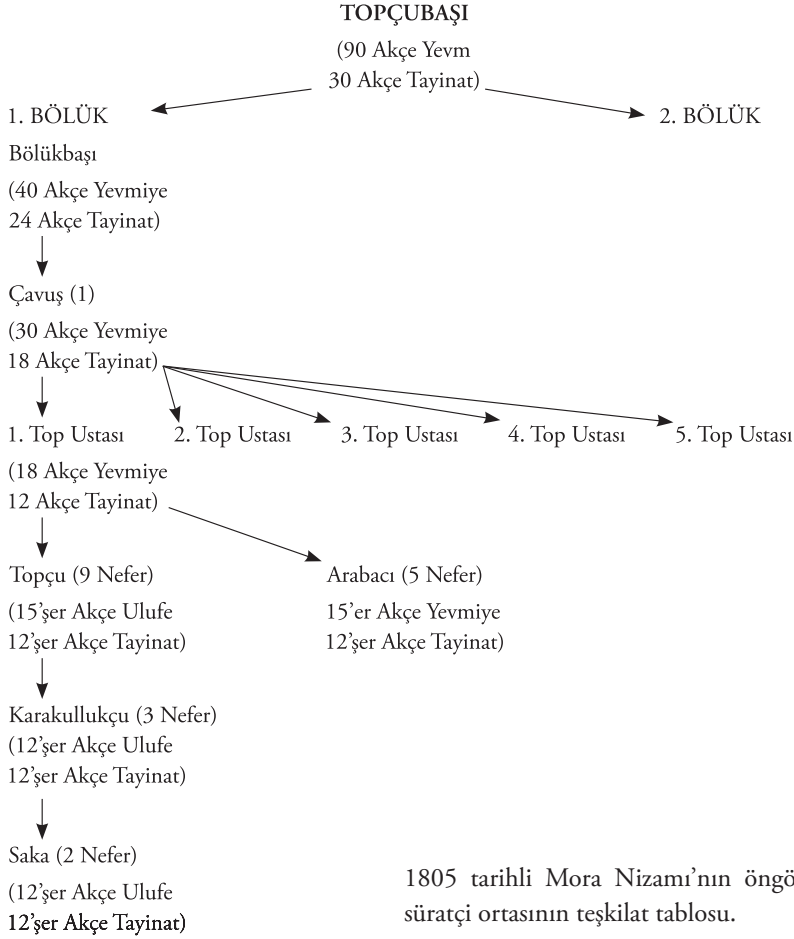 TOPÇUBAŞI
(90 Akçe Yevm
30 Akçe Tayinat)
1. BÖLÜK
2. BÖLÜK
Bölükbaşı
(40 Akçe Yevmiye
24 Akçe Tayinat)
Çavuş (1)
(30 Akçe Yevmiye
18 Akçe Tayinat)
1. Top Ustası
2. Top Ustası
3. Top Ustası
4. Top Ustası
5. Top Ustası
(18 Akçe Yevmiye
12 Akçe Tayinat)
Topçu (9 Nefer)
(15’şer Akçe Ulufe
12’şer Akçe Tayinat)
Arabacı (5 Nefer)
15’er Akçe Yevmiye
12’şer Akçe Tayinat)
Karakullukçu (3 Nefer)
(12’şer Akçe Ulufe
12’şer Akçe Tayinat)
Saka (2 Nefer)
(12’şer Akçe Ulufe
12’şer Akçe Tayinat)
1805 tarihli Mora Nizamı’nın
süratçi ortasının teşkilat tablosu.